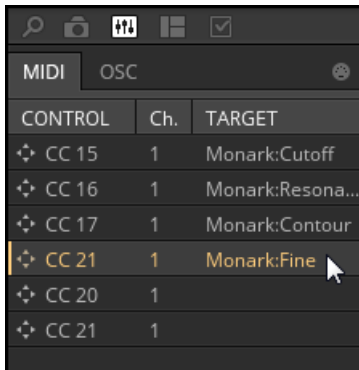 MIDI OSC
CONTROL Ch. TARGET
CC 15 1 Monark:Cutoff
CC 16 1 Monark:Resona...
CC 17 1 Monark:Contour
CC 21 1 Monark:Fine
CC 20 1
CC 21 1